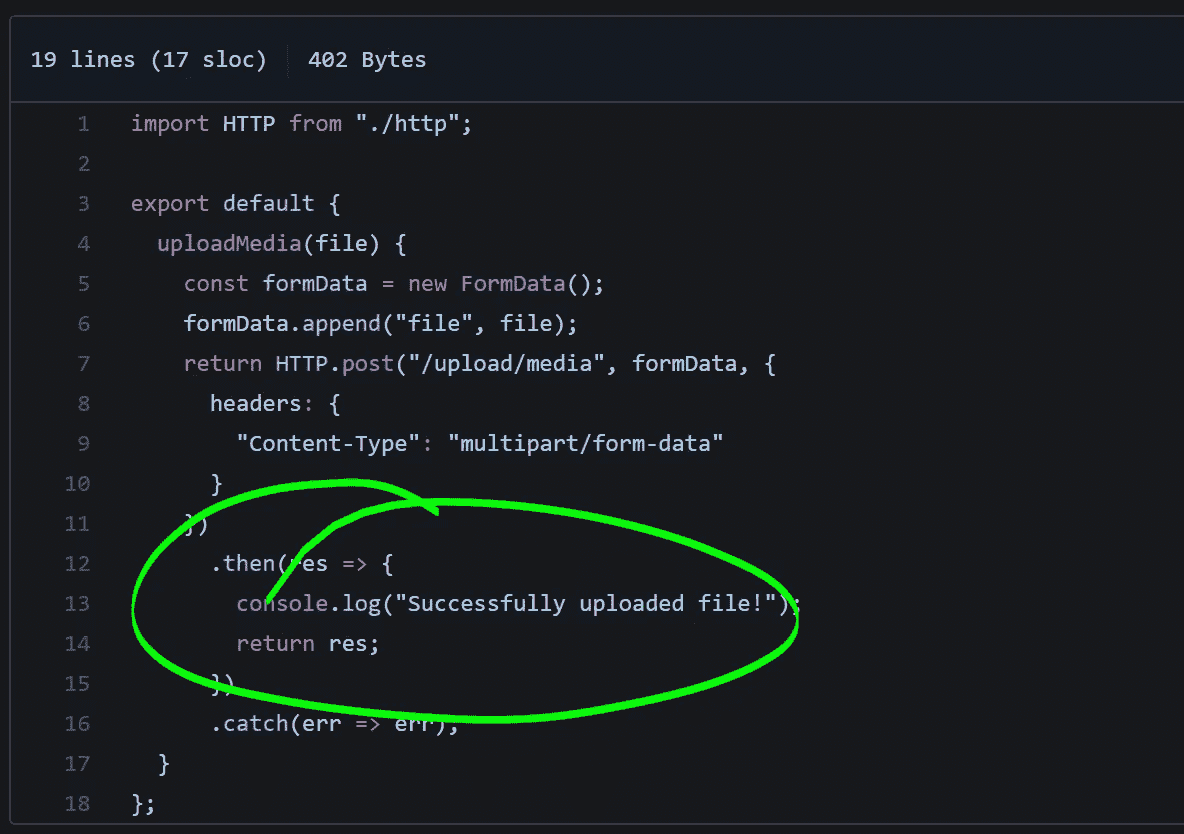 19 lines (17 sloc) 402 Bytes
1 import HTTP from "./http";
2
3 export default {
4   uploadMedia(file) {
5     const formData = new FormData();
6     formData.append("file", file);
7     return HTTP.post("/upload/media", formData, {
8       headers: {
9         "Content-Type": "multipart/form-data"
10       }
11     })
12       .then(res => {
13         console.log("Successfully uploaded file!");
14         return res;
15       })
16       .catch(err => err);
17   }
18 };